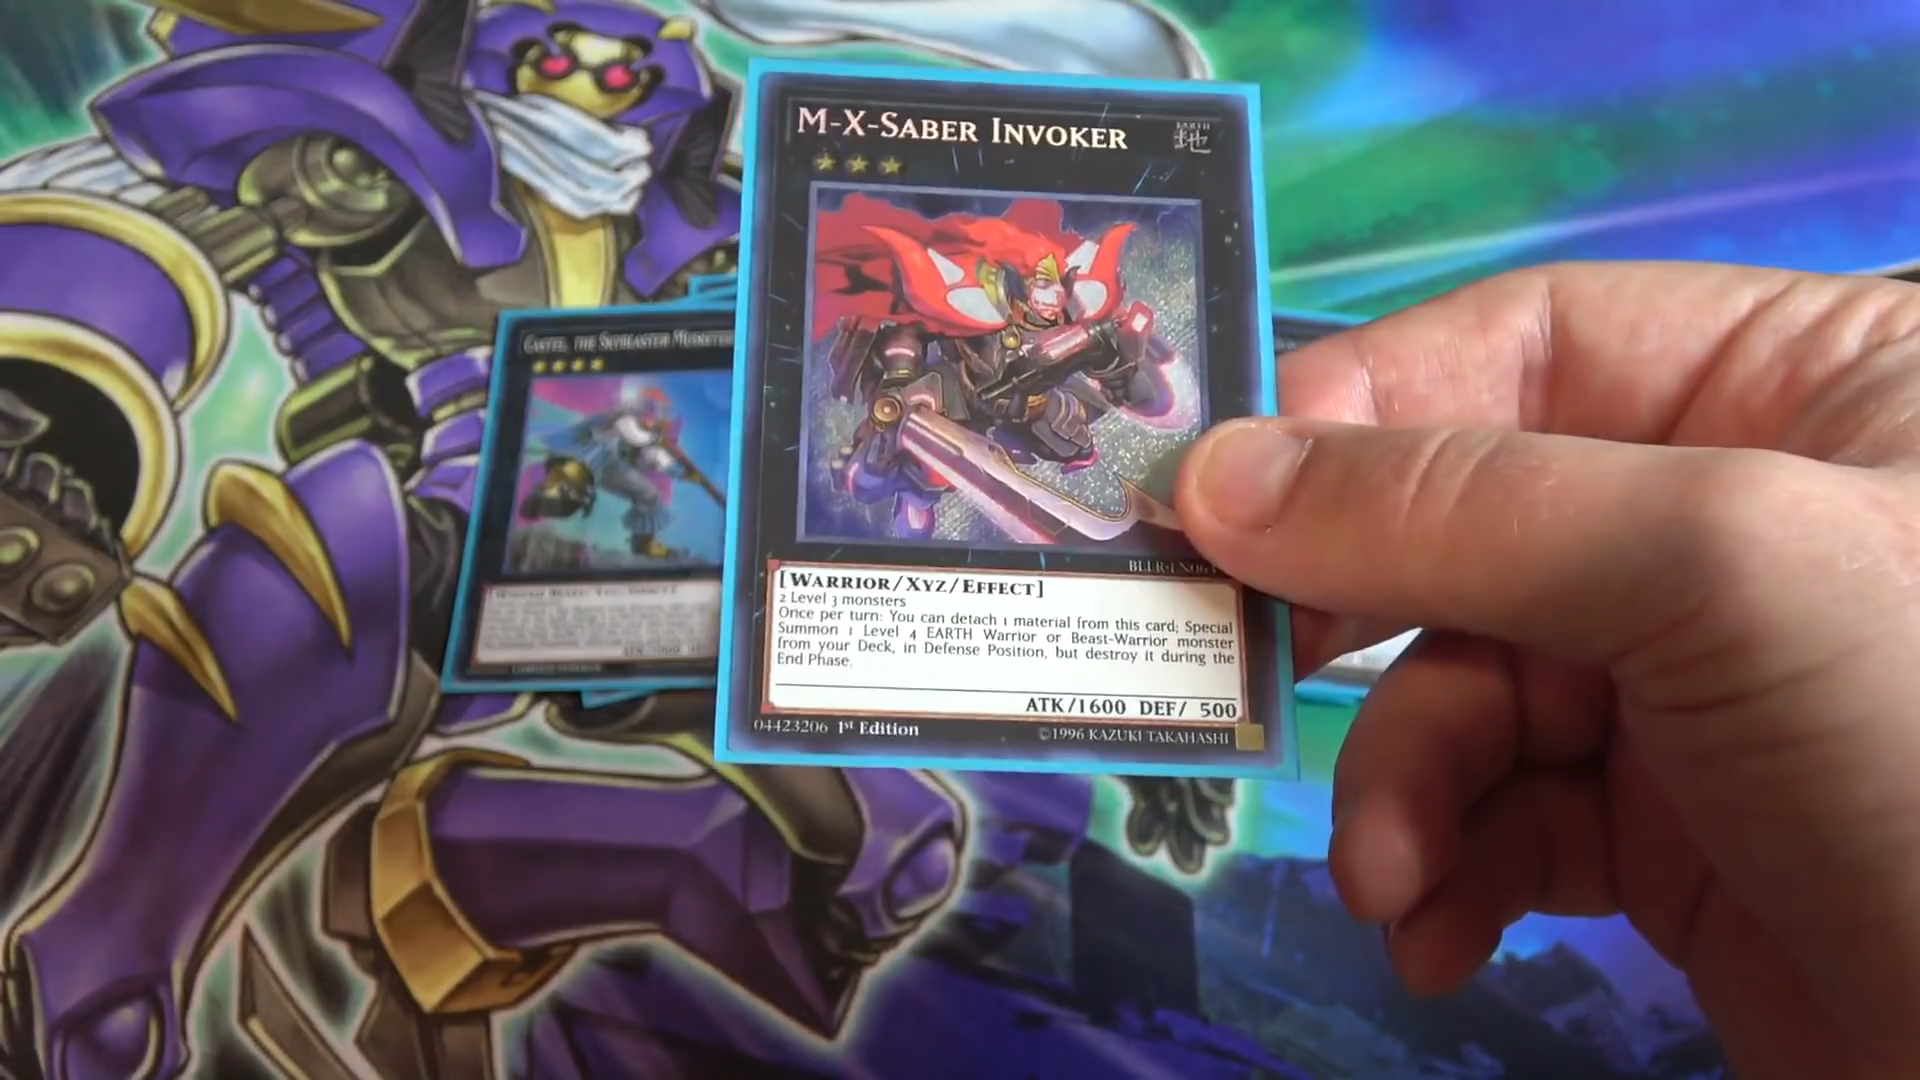 M-X-SABER INVOKER
EARTH
地
CASTEL, THE SKYBLASTER MUSKETEER
[WARRIOR/XYZ/EFFECT]
2 Level 3 monsters
Once per turn: You can detach 1 material from this card; Special
Summon 1 Level 4 EARTH Warrior or Beast-Warrior monster
from your Deck, in Defense Position, but destroy it during the
End Phase.
ATK/1600 DEF/ 500
04423206 1st Edition
©1996 KAZUKI TAKAHASHI